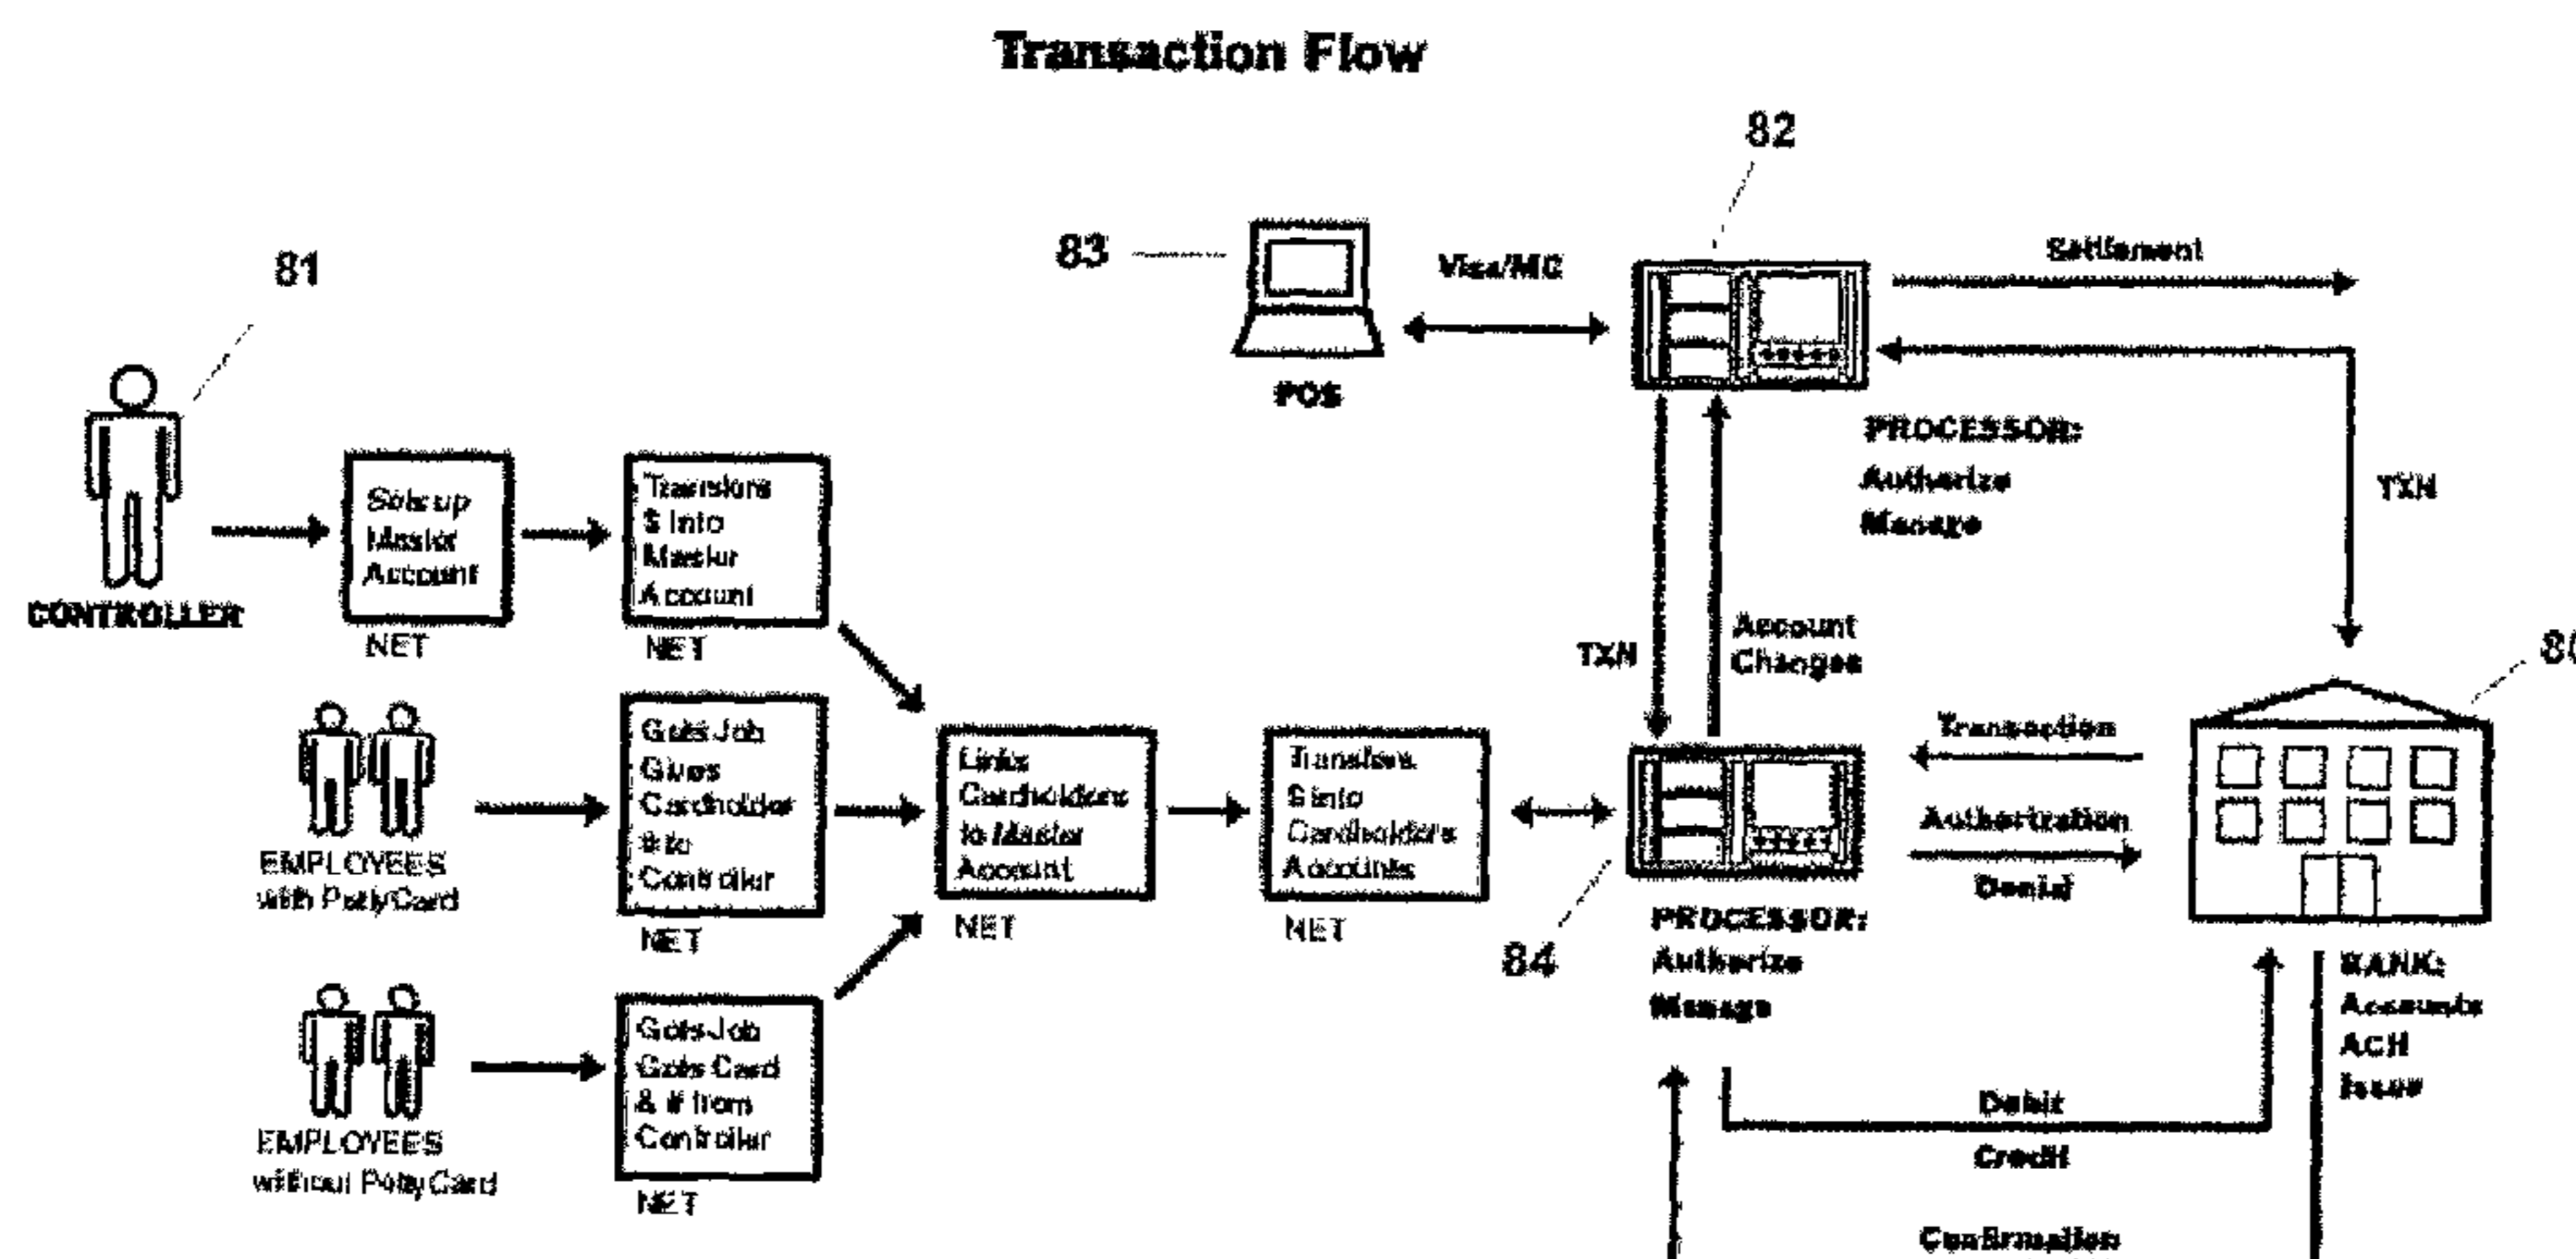 Transaction Flow
82
83
81
Visa/MC
Settlement
POS
PROCESSOR:
Authorize
Manage
TXN
Sets up
Master
Account
NET
Transfers
$ Into
Master
Account
NET
CONTROLLER
TXN
Account
Changes
Gets Job
Gives
Cardholder
# to
Controller
NET
EMPLOYEES
with PettyCard
Links
Cardholders
to Master
Account
NET
Transfers
$ into
Cardholders
Accounts
NET
Transaction
Authorization
Denial
84
PROCESSOR:
Authorize
Manage
BANK:
Accounts
ACH
Issue
Gets Job
Gets Card
& # from
Controller
NET
EMPLOYEES
without PettyCard
Debit
Credit
Confirmation